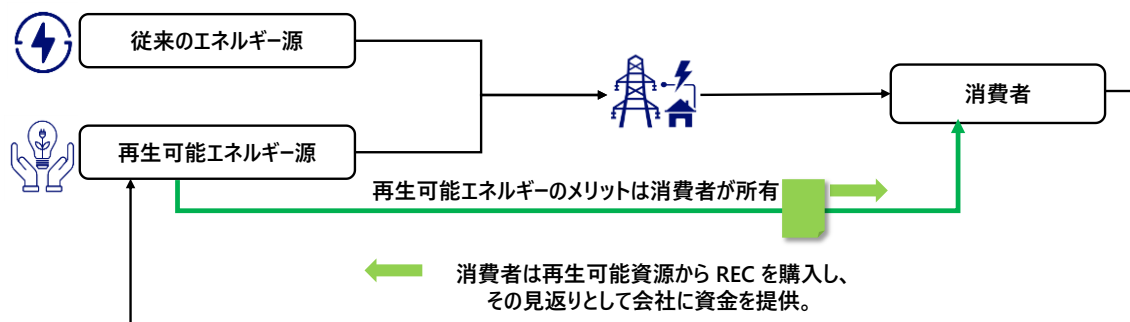 従来のエネルギー源
消費者
再生可能エネルギー源
再生可能エネルギーのメリットは消費者が所有
消費者は再生可能資源から REC を購入し、
その見返りとして会社に資金を提供。